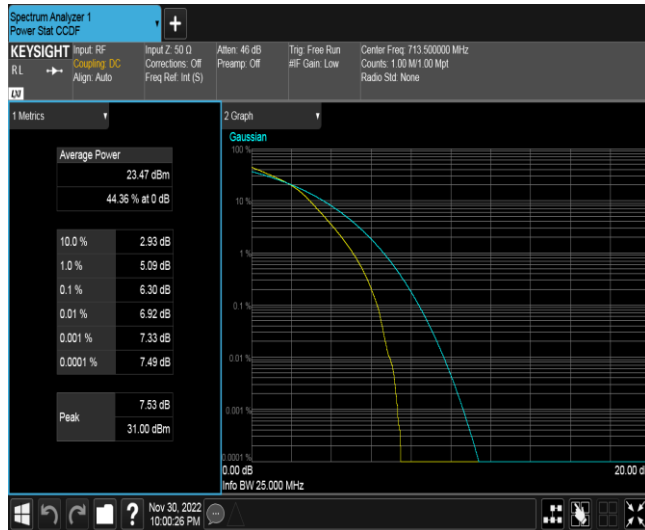 Spectrum Analyzer 1
Power Stat CCDF
+
KEYSIGHT
RL
Input: RF
Coupling: DC
Align: Auto
Input Z: 50 Ω
Corrections: Off
Freq Ref: Int (S)
Atten: 46 dB
Preamp: Off
Trig: Free Run
#IF Gain: Low
Center Freq: 713.500000 MHz
Counts: 1.00 M/1.00 Mpt
Radio Std: None
1 Metrics
Average Power
23.47 dBm
44.36 % at 0 dB
10.0 % 2.93 dB
1.0 % 5.09 dB
0.1 % 6.30 dB
0.01 % 6.92 dB
0.001 % 7.33 dB
0.0001 % 7.49 dB
Peak
7.53 dB
31.00 dBm
2 Graph
Gaussian
100 %
10 %
1 %
0.1 %
0.01 %
0.001 %
0.0001 %
0.00 dB
20.00 d
Info BW 25.000 MHz
?
Nov 30, 2022
10:00:26 PM